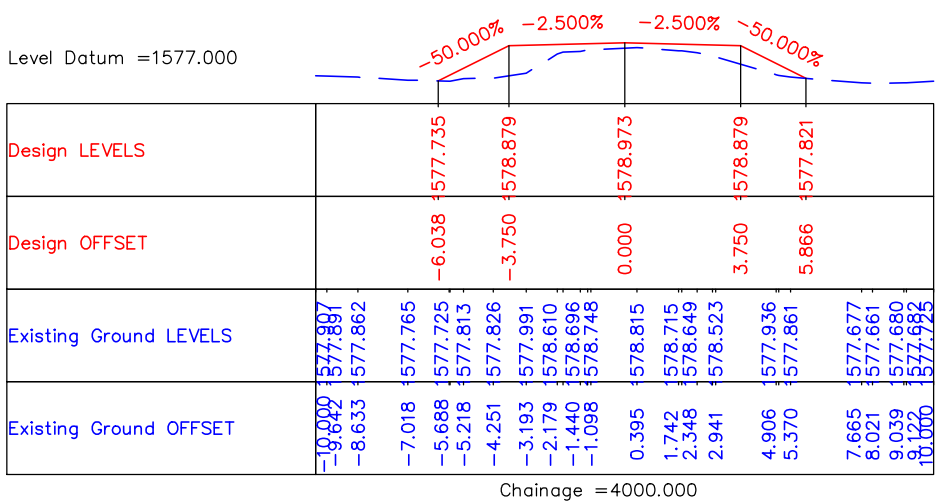 -50.000% -2.500% -2.500% -50.000%
Level Datum =1577.000
Design LEVELS 1577.735 1578.879 1578.973 1578.879 1577.821
Design OFFSET -6.038 -3.750 0.000 3.750 5.866
Existing Ground LEVELS 1577.907 1577.891 1577.862 1577.765 1577.725 1577.813 1577.826 1577.991 1578.610 1578.696 1578.748 1578.815 1578.715 1578.649 1578.523 1577.936 1577.861 1577.677 1577.661 1577.680 1577.682 1577.725
Existing Ground OFFSET -10.000 -9.642 -8.633 -7.018 -5.688 -5.218 -4.251 -3.193 -2.179 -1.440 -1.098 0.395 1.742 2.348 2.941 4.906 5.370 7.665 8.021 9.039 9.122 10.000
Chainage =4000.000